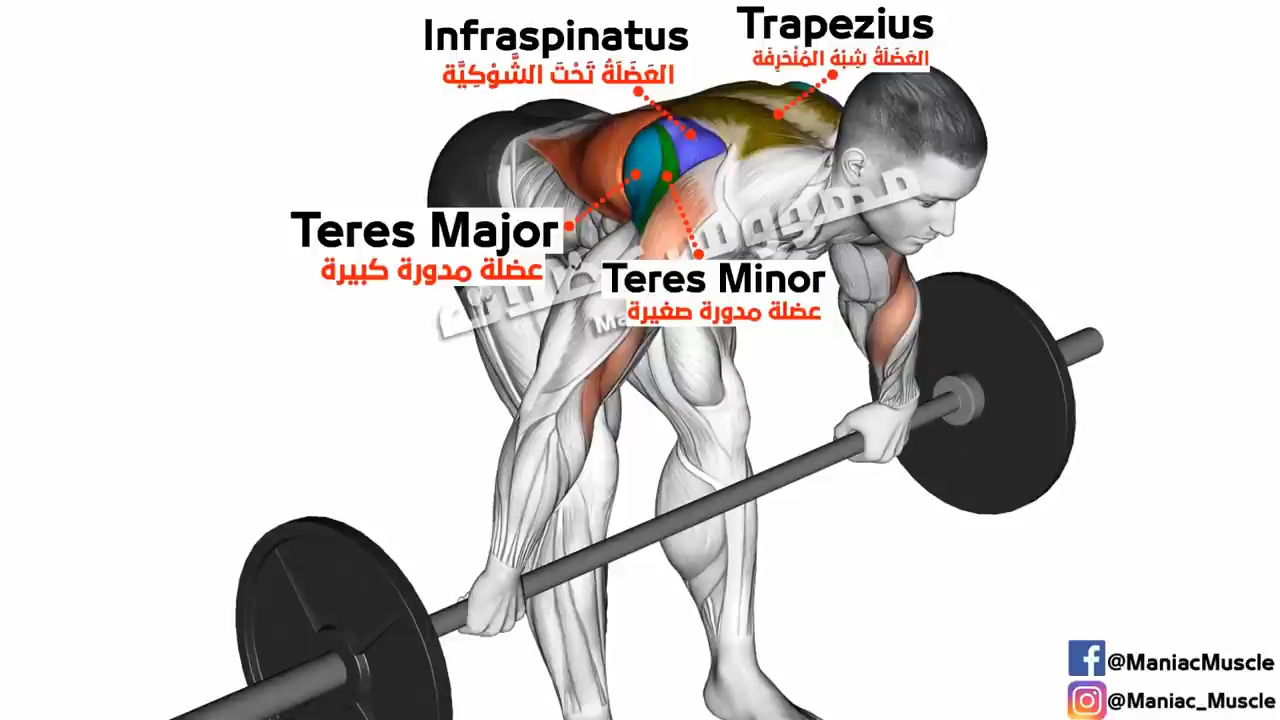 Infraspinatus
العَضَلَةُ تَحْتَ الشَّوْكِيَّة
Trapezius
العَضَلَةُ شِبْهُ المُنْحَرِفَة
Teres Major
عضلة مدورة كبيرة
Teres Minor
عضلة مدورة صغيرة
@ManiacMuscle
@Maniac_Muscle